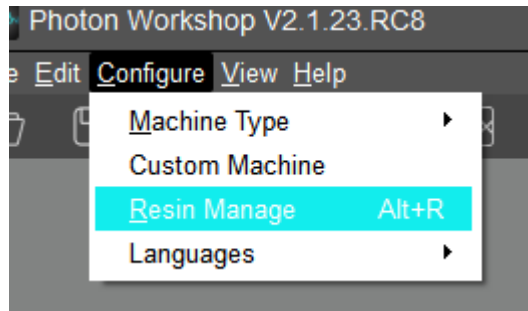 Photon Workshop V2.1.23.RC8
e Edit Configure View Help
Machine Type
Custom Machine
Resin Manage Alt+R
Languages